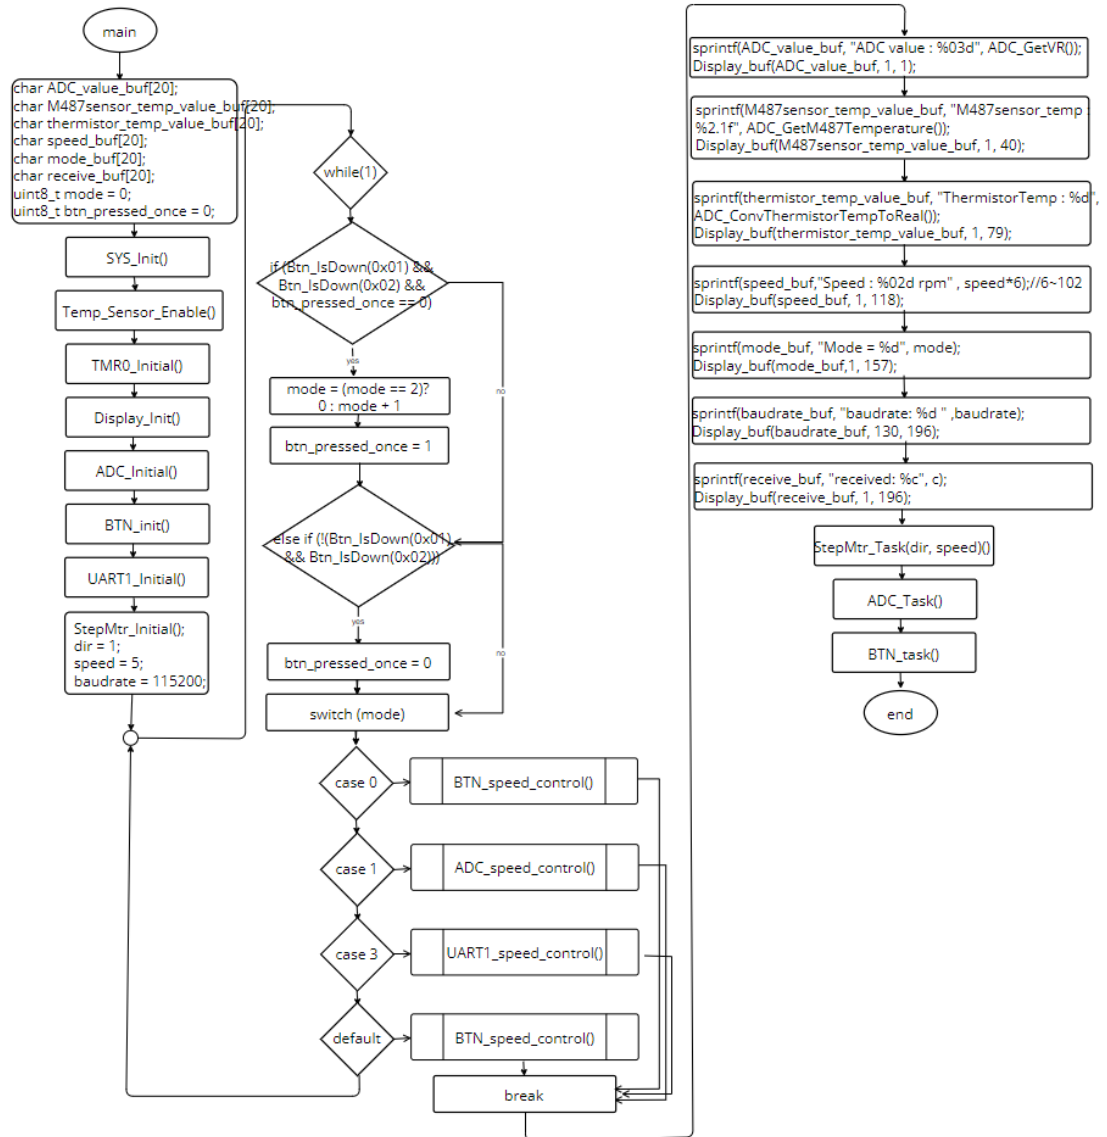 main
char ADC_value_buf[20];
char M487sensor_temp_value_buf[20];
char thermistor_temp_value_buf[20];
char speed_buf[20];
char mode_buf[20];
char receive_buf[20];
uint8_t mode = 0;
uint8_t btn_pressed_once = 0;
SYS_Init()
Temp_Sensor_Enable()
TMR0_Initial()
Display_Init()
ADC_Initial()
BTN_init()
UART1_Initial()
StepMtr_Initial();
dir = 1;
speed = 5;
baudrate = 115200;
while(1)
if (Btn_IsDown(0x01) &&
Btn_IsDown(0x02) &&
btn_pressed_once == 0)
yes
no
mode = (mode == 2)?
0 : mode + 1
btn_pressed_once = 1
else if (!(Btn_IsDown(0x01)
&& Btn_IsDown(0x02)))
yes
no
btn_pressed_once = 0
switch (mode)
case 0
BTN_speed_control()
case 1
ADC_speed_control()
case 3
UART1_speed_control()
default
BTN_speed_control()
break
sprintf(ADC_value_buf, "ADC value : %03d", ADC_GetVR());
Display_buf(ADC_value_buf, 1, 1);
sprintf(M487sensor_temp_value_buf, "M487sensor_temp :
%2.1f", ADC_GetM487Temperature());
Display_buf(M487sensor_temp_value_buf, 1, 40);
sprintf(thermistor_temp_value_buf, "ThermistorTemp : %d",
ADC_ConvThermistorTempToReal());
Display_buf(thermistor_temp_value_buf, 1, 79);
sprintf(speed_buf,"Speed : %02d rpm" , speed*6);//6~102
Display_buf(speed_buf, 1, 118);
sprintf(mode_buf, "Mode = %d", mode);
Display_buf(mode_buf,1, 157);
sprintf(baudrate_buf, "baudrate: %d " ,baudrate);
Display_buf(baudrate_buf, 130, 196);
sprintf(receive_buf, "received: %c", c);
Display_buf(receive_buf, 1, 196);
StepMtr_Task(dir, speed)()
ADC_Task()
BTN_task()
end